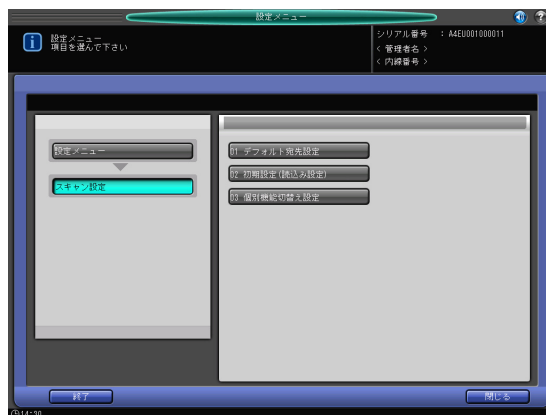 設定メニュー
設定メニュー
項目を選んで下さい
シリアル番号 : A4EU001000011
< 管理者名 >
< 内線番号 >
設定メニュー
スキャン設定
01 デフォルト宛先設定
02 初期設定(読込み設定)
03 個別機能切替え設定
終了
閉じる
14:30